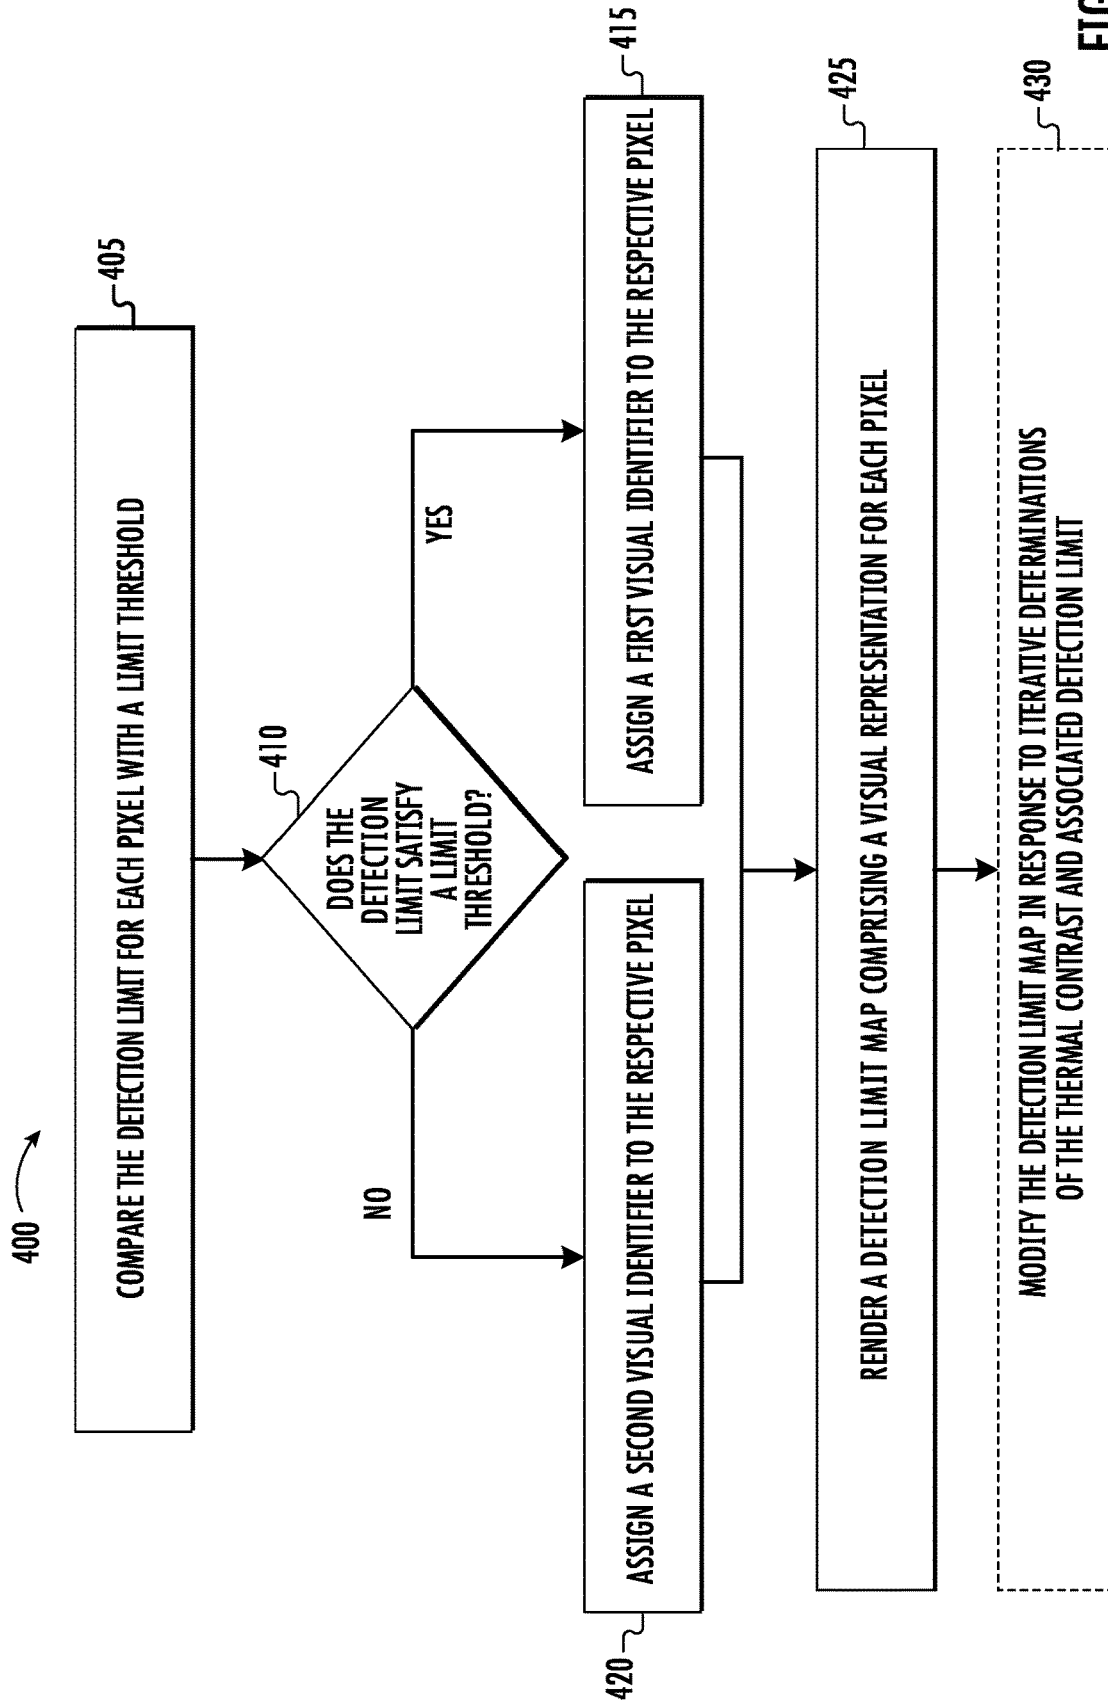 400
405
COMPARE THE DETECTION LIMIT FOR EACH PIXEL WITH A LIMIT THRESHOLD
410
DOES THE
DETECTION
LIMIT SATISFY
A LIMIT
THRESHOLD?
NO
YES
420
ASSIGN A SECOND VISUAL IDENTIFIER TO THE RESPECTIVE PIXEL
415
ASSIGN A FIRST VISUAL IDENTIFIER TO THE RESPECTIVE PIXEL
425
RENDER A DETECTION LIMIT MAP COMPRISING A VISUAL REPRESENTATION FOR EACH PIXEL
430
MODIFY THE DETECTION LIMIT MAP IN RESPONSE TO ITERATIVE DETERMINATIONS
OF THE THERMAL CONTRAST AND ASSOCIATED DETECTION LIMIT